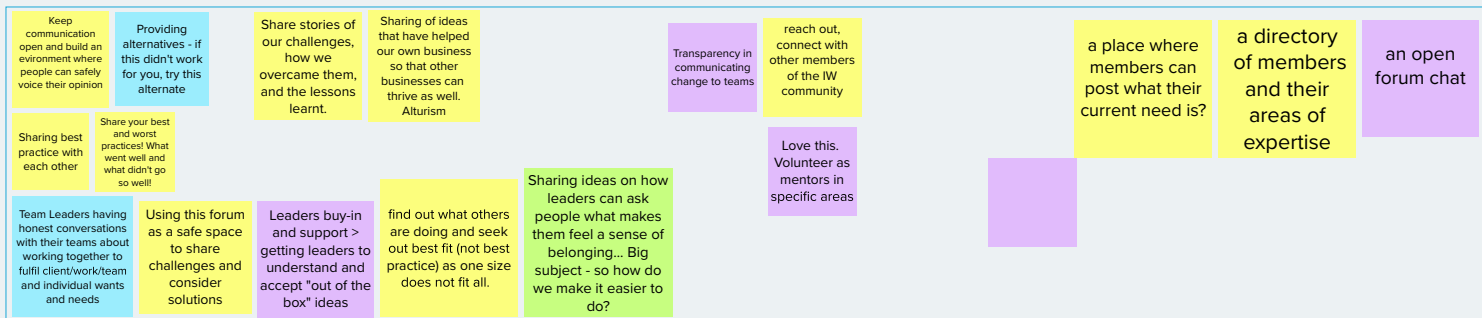 Keep
communication
open and build an
evironment where
people can safely
voice their opinion
Providing
alternatives - if
this didn't work
for you, try this
alternate
Share stories of
our challenges,
how we
overcame them,
and the lessons
learnt.
Sharing of ideas
that have helped
our own business
so that other
businesses can
thrive as well.
Alturism
Transparency in
communicating
change to teams
reach out,
connect with
other members
of the IW
community
a place where
members can
post what their
current need is?
a directory
of members
and their
areas of
expertise
an open
forum chat
Sharing best
practice with
each other
Share your best
and worst
practices! What
went well and
what didn't go
so well!
Love this.
Volunteer as
mentors in
specific areas
Team Leaders having
honest conversations
with their teams about
working together to
fulfil client/work/team
and individual wants
and needs
Using this forum
as a safe space
to share
challenges and
consider
solutions
Leaders buy-in
and support >
getting leaders to
understand and
accept "out of the
box" ideas
find out what others
are doing and seek
out best fit (not best
practice) as one size
does not fit all.
Sharing ideas on how
leaders can ask
people what makes
them feel a sense of
belonging... Big
subject - so how do
we make it easier to
do?